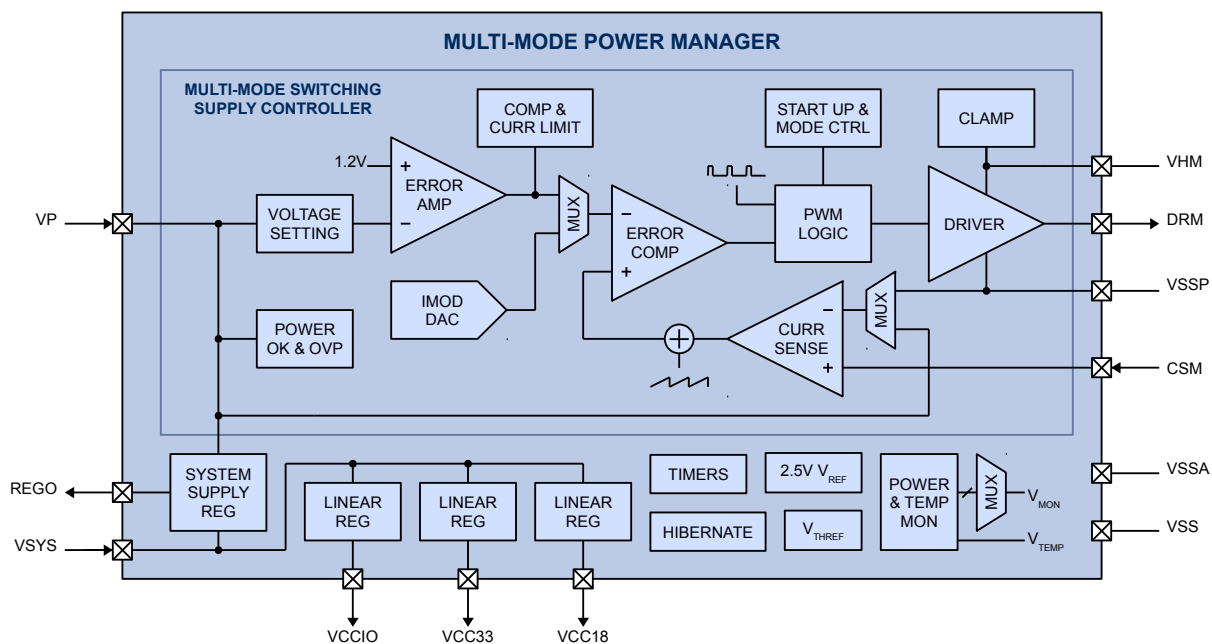 MULTI-MODE POWER MANAGER
MULTI-MODE SWITCHING
SUPPLY CONTROLLER
COMP &
CURR LIMIT
START UP &
MODE CTRL
CLAMP
1.2V
+
ERROR
AMP
−
VP
VOLTAGE
SETTING
MUX
−
ERROR
COMP
+
PWM
LOGIC
DRIVER
VHM
DRM
VSSP
CSM
IMOD
DAC
POWER
OK & OVP
CURR
SENSE
−
+
MUX
REGO
SYSTEM
SUPPLY
REG
VSYS
LINEAR
REG
LINEAR
REG
LINEAR
REG
TIMERS
2.5V VREF
HIBERNATE
VTHREF
POWER
& TEMP
MON
MUX
VMON
VTEMP
VSSA
VSS
VCCIO
VCC33
VCC18